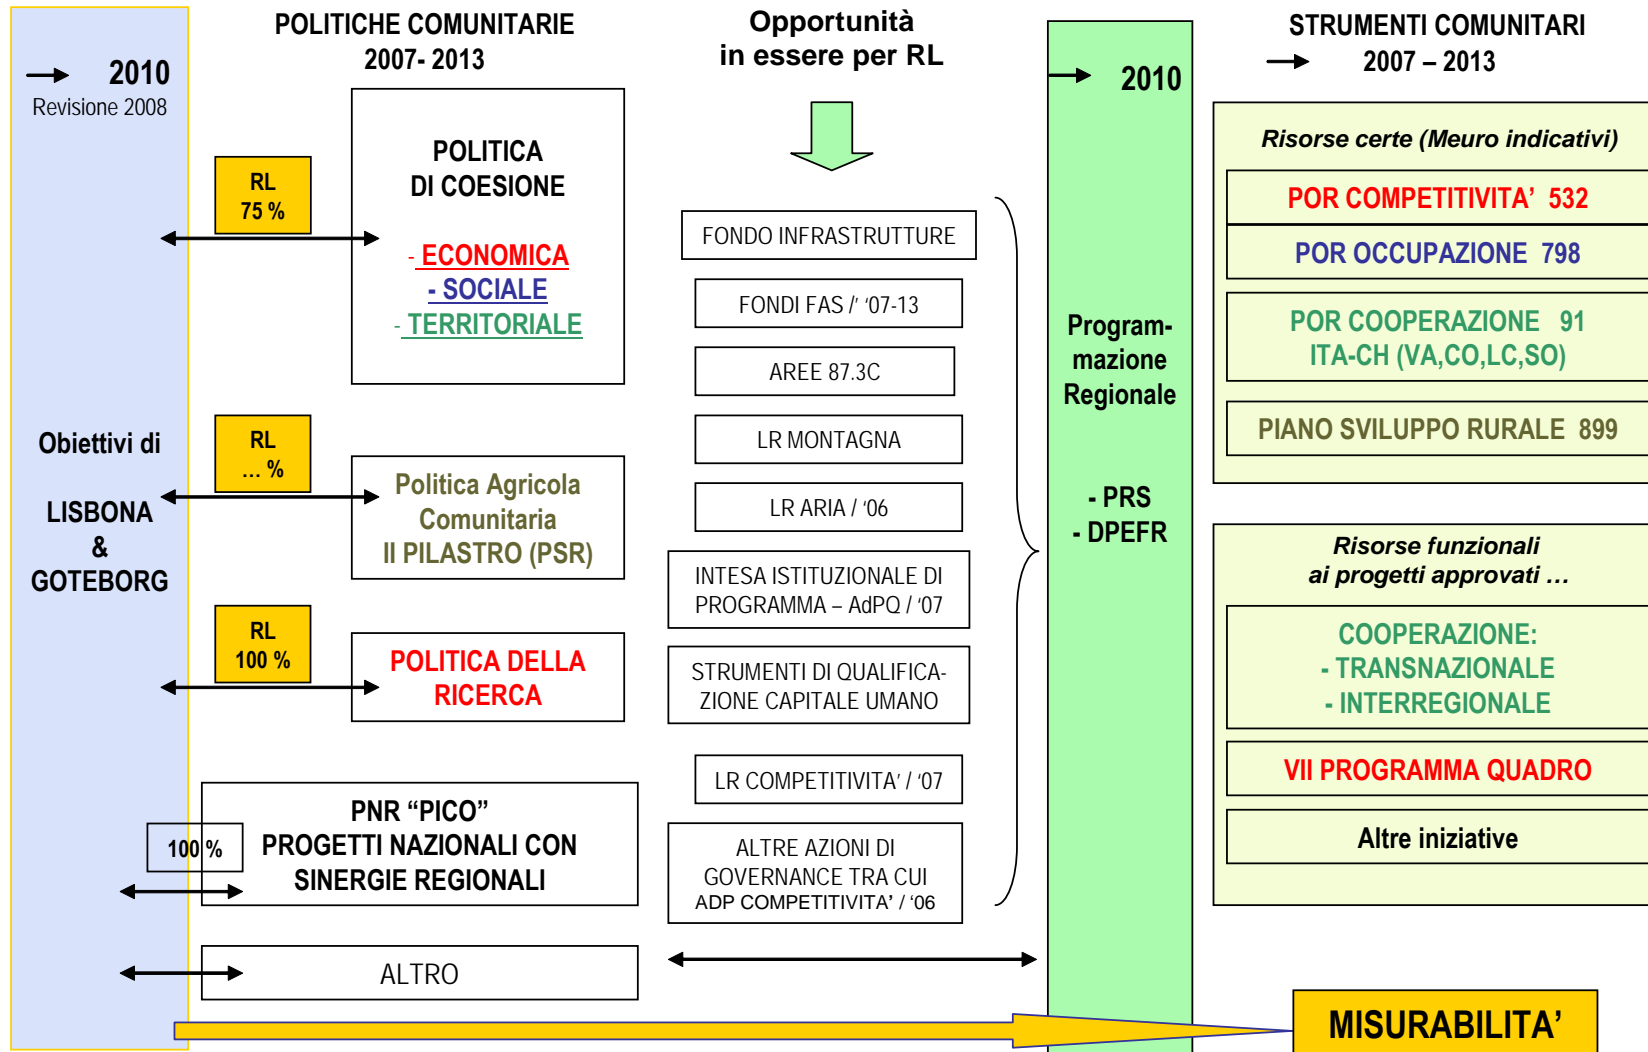 2010
Revisione 2008
Obiettivi di
LISBONA
&
GOTEBORG
POLITICHE COMUNITARIE
2007- 2013
RL
75 %
POLITICA
DI COESIONE
- ECONOMICA
- SOCIALE
- TERRITORIALE
RL
... %
Politica Agricola
Comunitaria
II PILASTRO (PSR)
RL
100 %
POLITICA DELLA
RICERCA
100 %
PNR “PICO”
PROGETTI NAZIONALI CON
SINERGIE REGIONALI
ALTRO
Opportunità
in essere per RL
FONDO INFRASTRUTTURE
FONDI FAS /’ ‘07-13
AREE 87.3C
LR MONTAGNA
LR ARIA / ‘06
INTESA ISTITUZIONALE DI
PROGRAMMA – AdPQ / ‘07
STRUMENTI DI QUALIFICA-
ZIONE CAPITALE UMANO
LR COMPETITIVITA’ / ‘07
ALTRE AZIONI DI
GOVERNANCE TRA CUI
ADP COMPETITIVITA’ / ‘06
2010
Program-
mazione
Regionale
- PRS
- DPEFR
STRUMENTI COMUNITARI
2007 – 2013
Risorse certe (Meuro indicativi)
POR COMPETITIVITA’ 532
POR OCCUPAZIONE 798
POR COOPERAZIONE 91
ITA-CH (VA,CO,LC,SO)
PIANO SVILUPPO RURALE 899
Risorse funzionali
ai progetti approvati ...
COOPERAZIONE:
- TRANSNAZIONALE
- INTERREGIONALE
VII PROGRAMMA QUADRO
Altre iniziative
MISURABILITA’